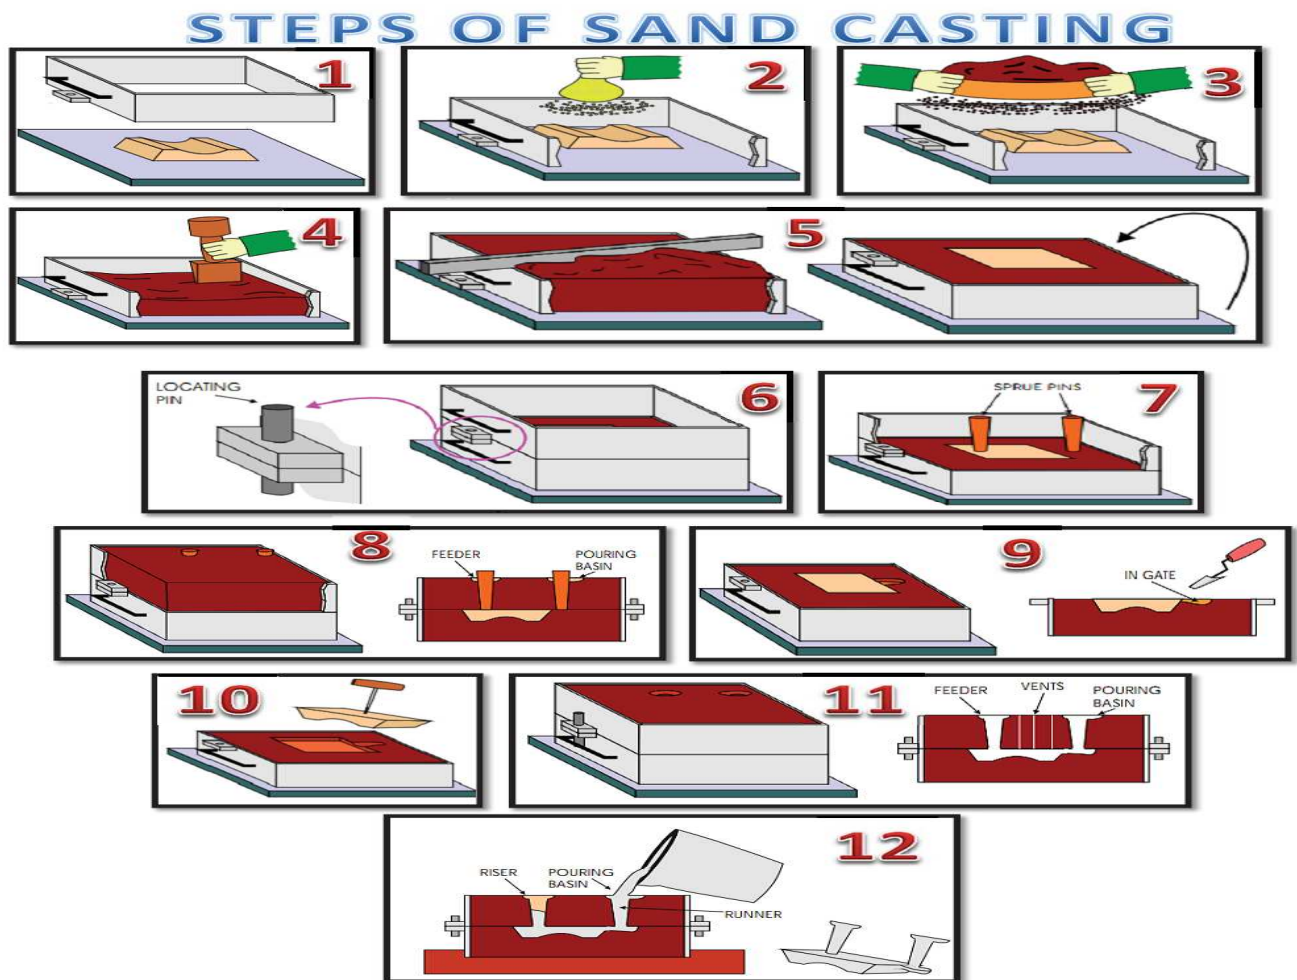 STEPS OF SAND CASTING
1
2
3
4
5
LOCATING
PIN
6
SPRUE PINS
7
8
FEEDER
POURING
BASIN
9
IN GATE
10
11
FEEDER
VENTS
POURING
BASIN
12
RISER
POURING
BASIN
RUNNER